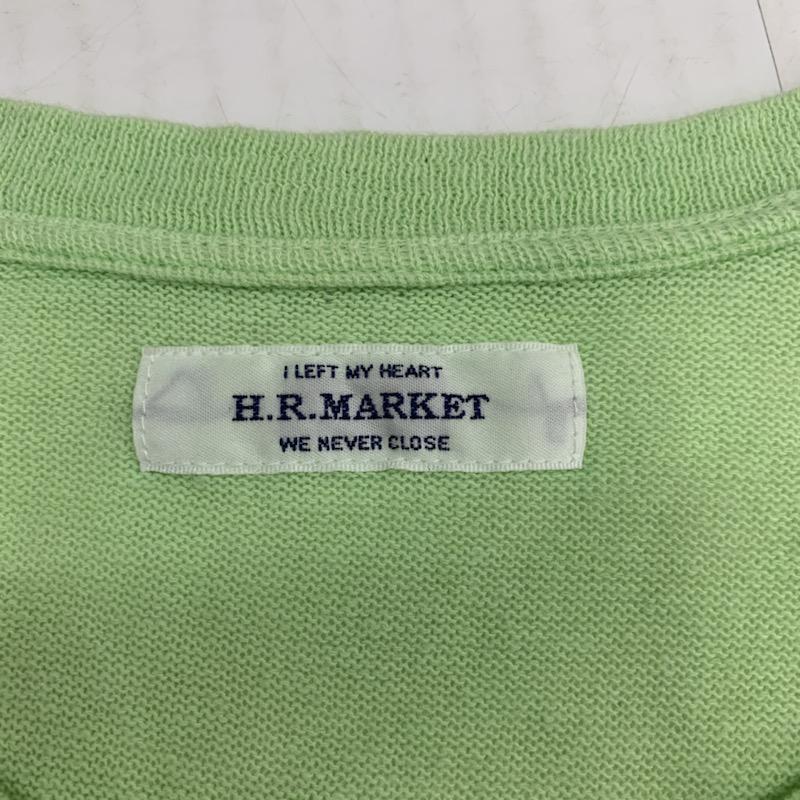 I LEFT MY HEART
H.R.MARKET
WE NEVER CLOSE